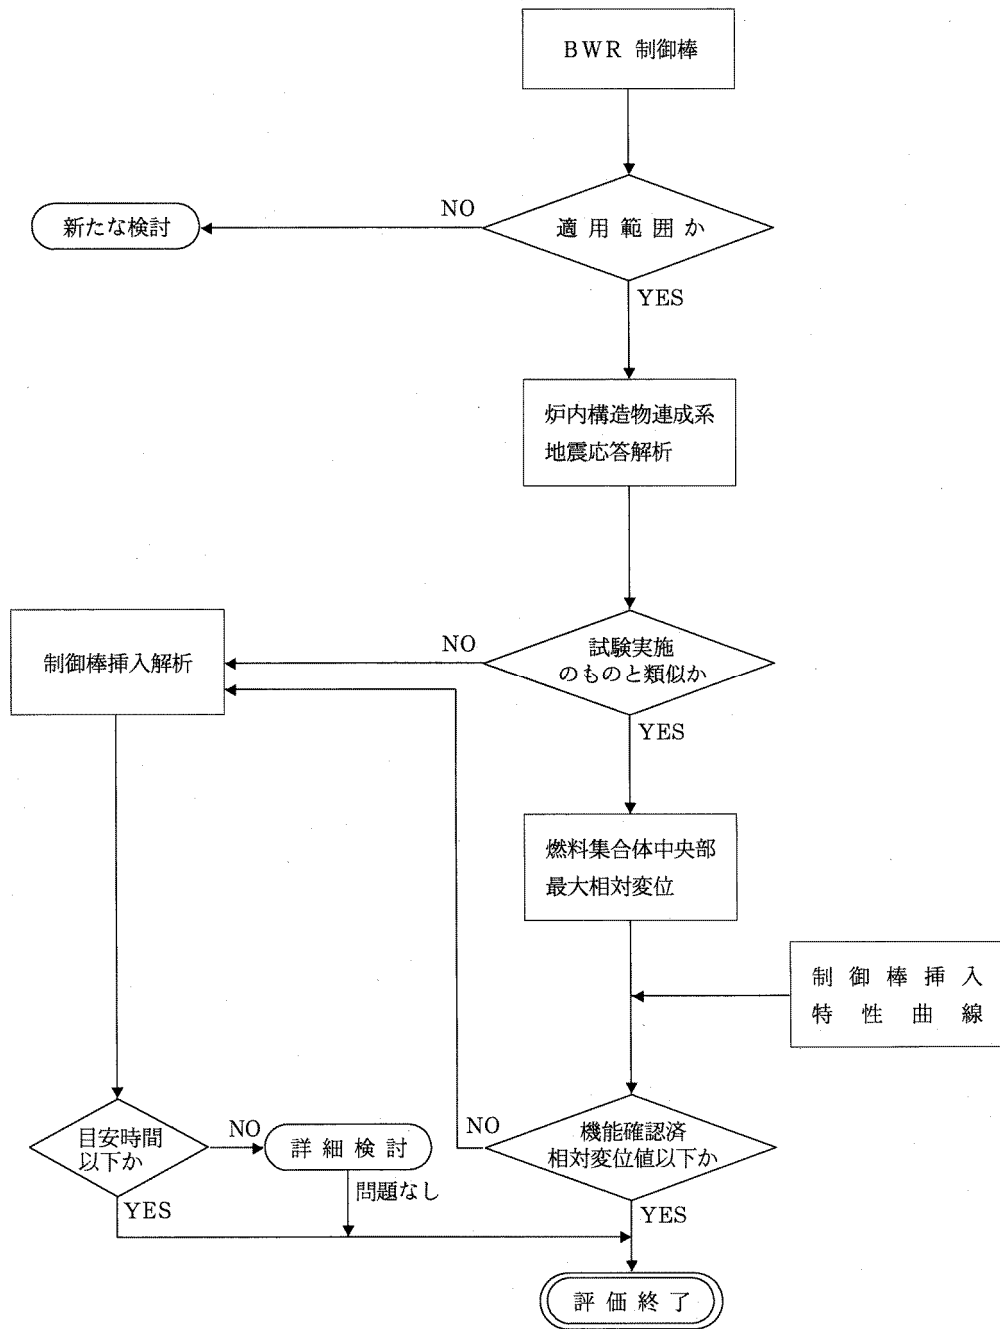 BWR 制御棒
適用範囲か
NO
新たな検討
YES
炉内構造物連成系
地震応答解析
試験実施
のものと類似か
NO
制御棒挿入解析
YES
燃料集合体中央部
最大相対変位
制御棒挿入
特性曲線
機能確認済
相対変位値以下か
NO
YES
目安時間
以下か
NO
詳細検討
問題なし
YES
評価終了